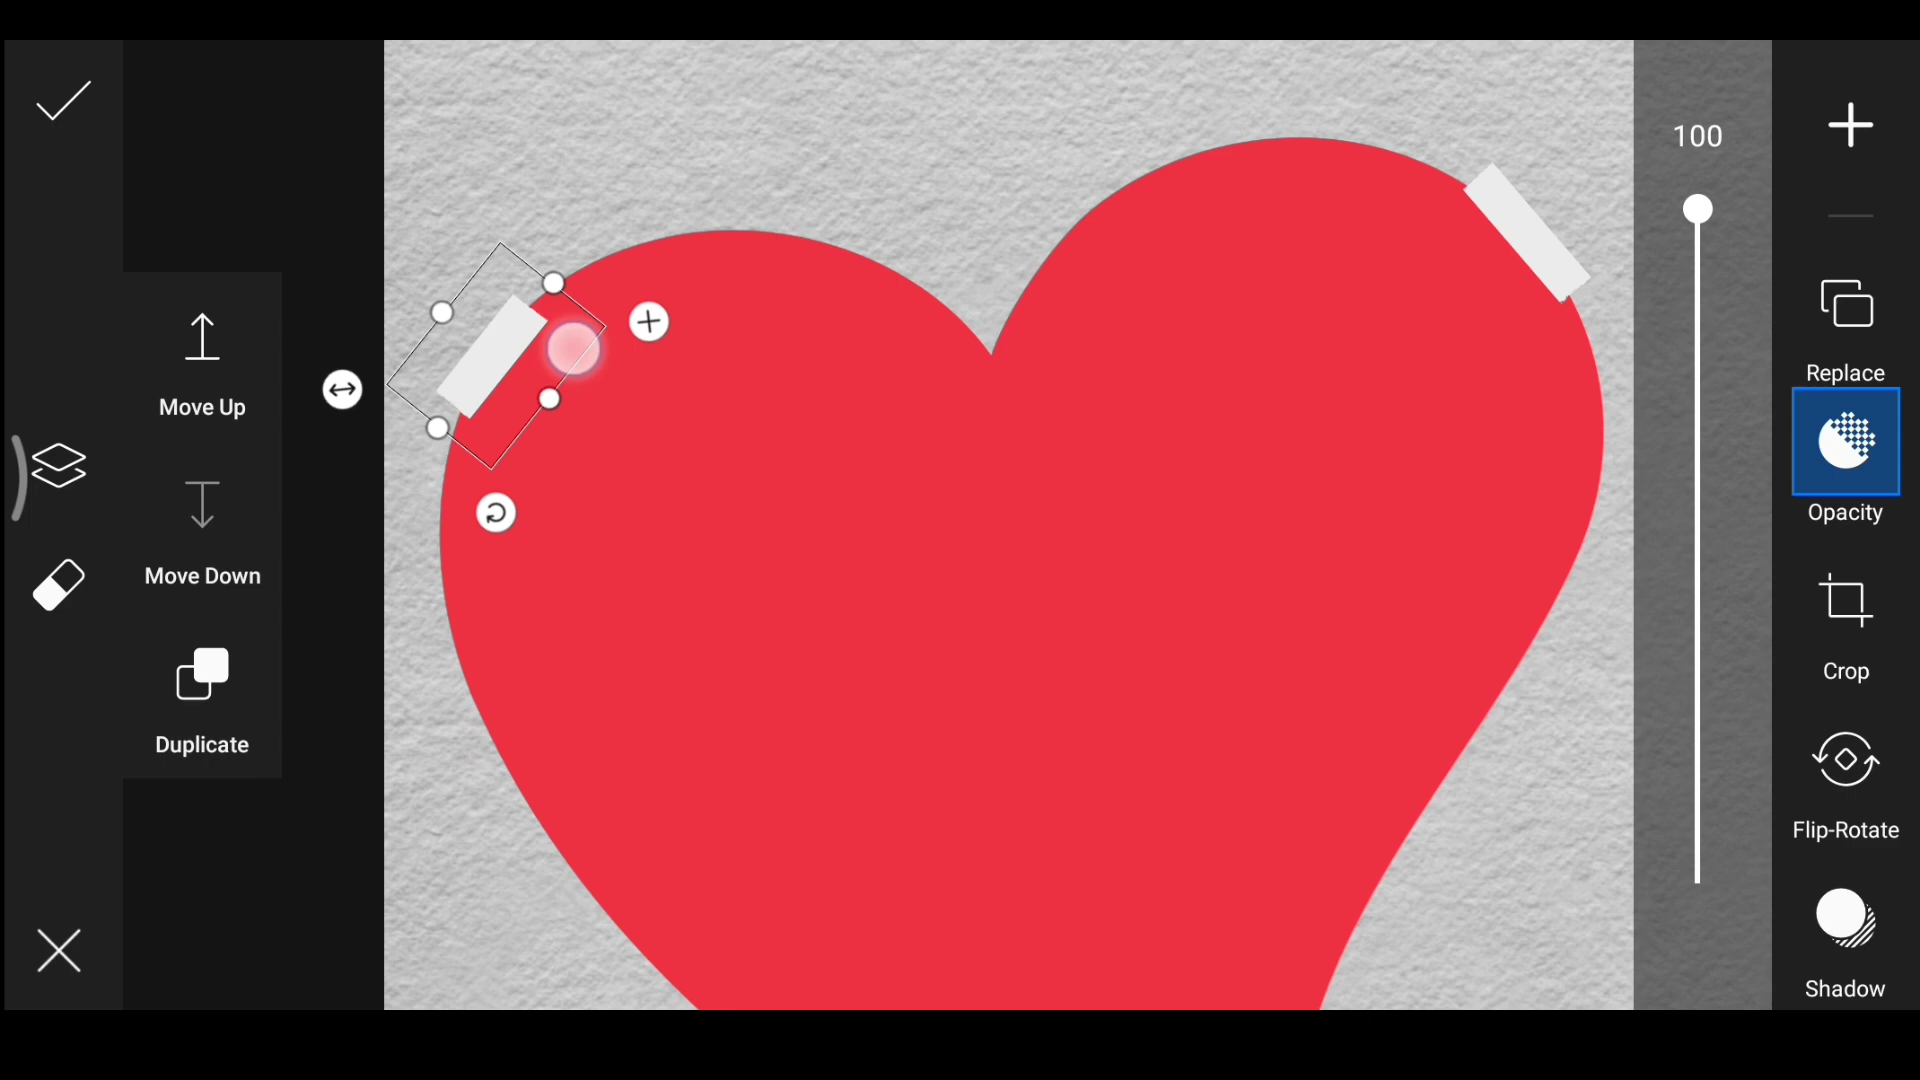 Move Up
Move Down
Duplicate
100
Replace
Opacity
Crop
Flip-Rotate
Shadow